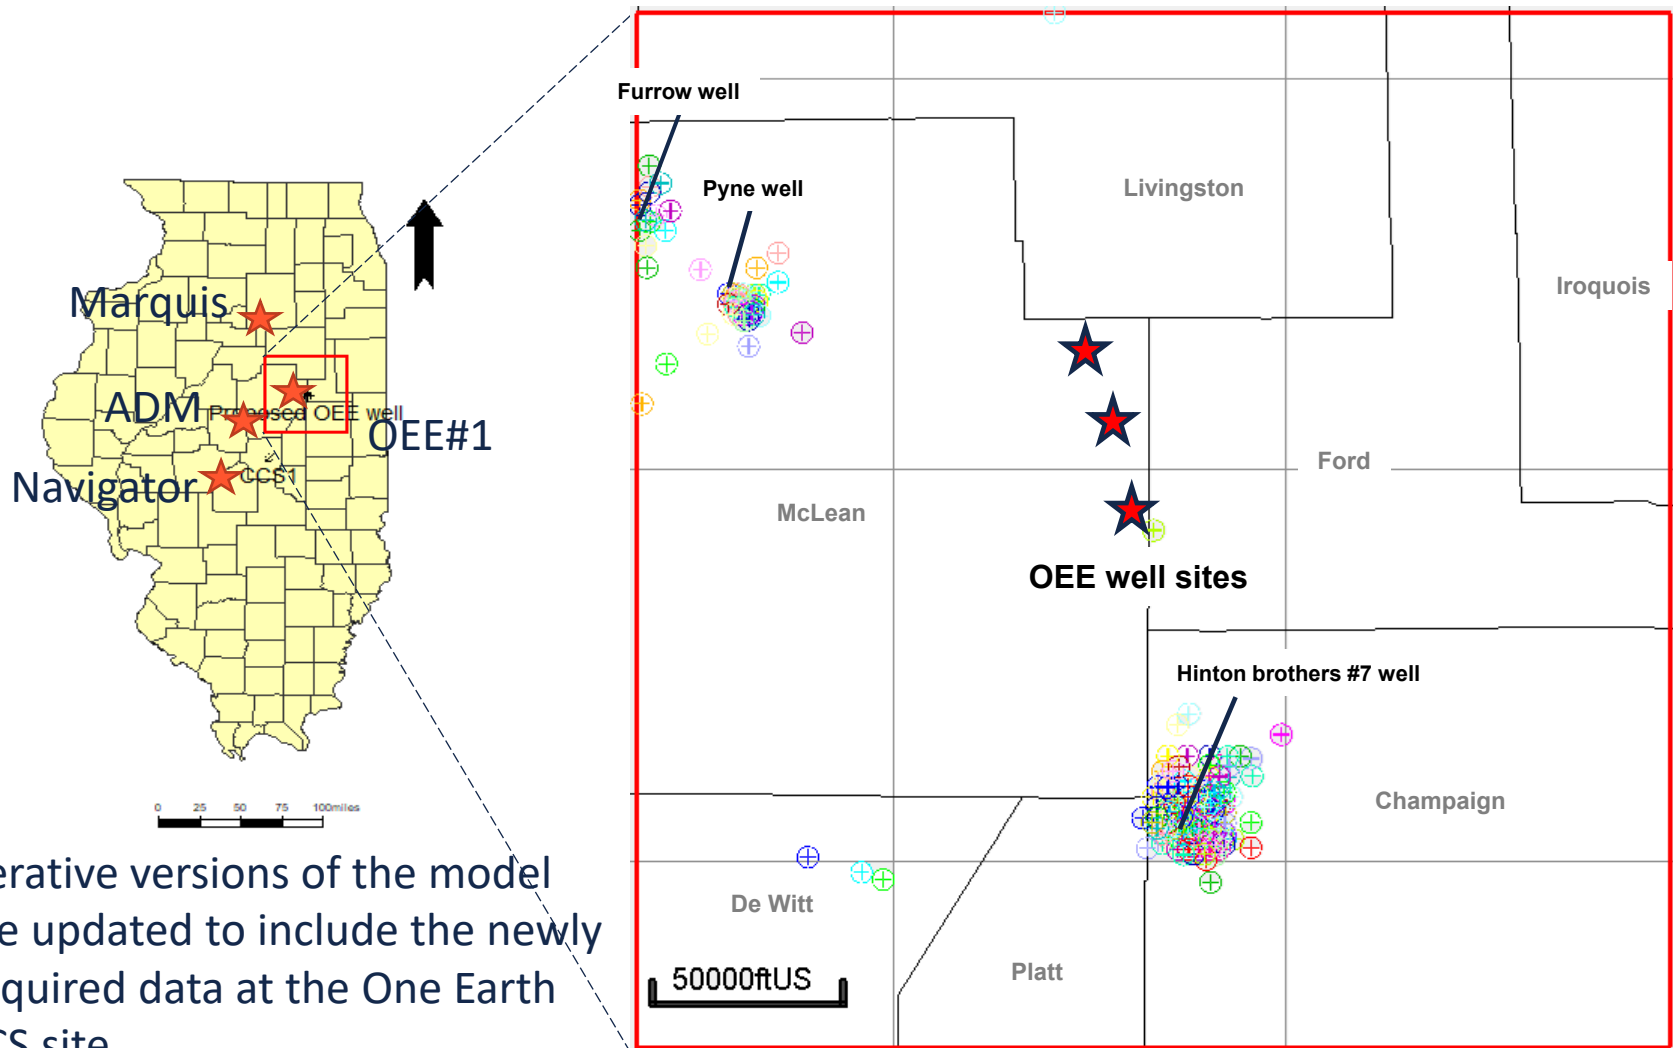 Furrow well
Pyne well
Livingston
Iroquois
Marquis
ADM
Proposed OEE well
OEE#1
Navigator
CCS1
Ford
McLean
OEE well sites
Hinton brothers #7 well
Champaign
0 25 50 75 100miles
erative versions of the model
e updated to include the newly
quired data at the One Earth
CS site
De Witt
Platt
50000ftUS